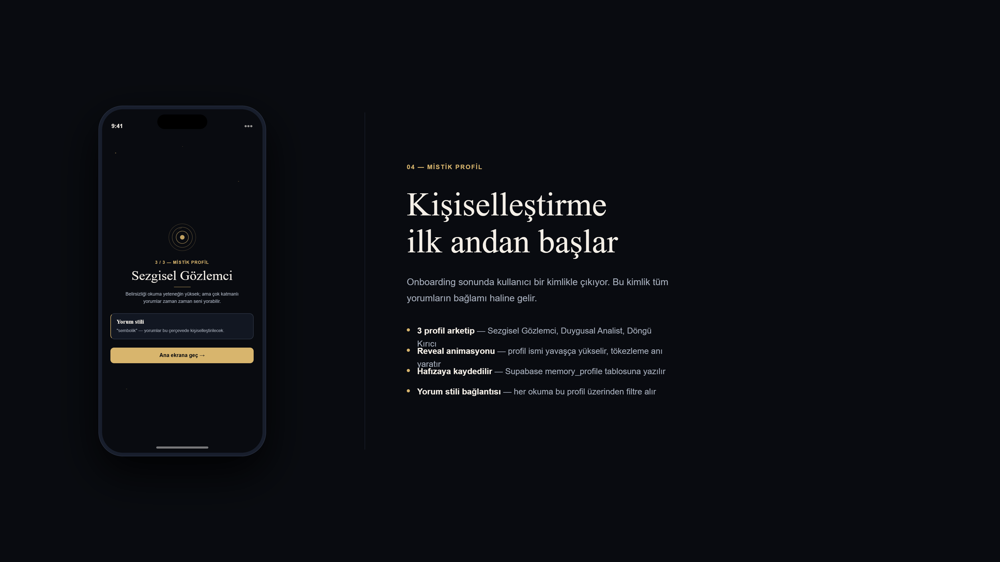 9:41
3 / 3 — MİSTİK PROFİL
Sezgisel Gözlemci
Belirsizliği okuma yeteneğin yüksek; ama çok katmanlı
yorumlar zaman zaman seni yorabilir.
Yorum stili
"sembolik" — yorumlar bu çerçevede kişiselleştirilecek.
Ana ekrana geç →
04 — MİSTİK PROFİL
Kişiselleştirme
ilk andan başlar
Onboarding sonunda kullanıcı bir kimlikle çıkıyor. Bu kimlik tüm
yorumların bağlamı haline gelir.
3 profil arketip — Sezgisel Gözlemci, Duygusal Analist, Döngü
Kırıcı
Reveal animasyonu — profil ismi yavaşça yükselir, tökezleme anı
yaratır
Hafızaya kaydedilir — Supabase memory_profile tablosuna yazılır
Yorum stili bağlantısı — her okuma bu profil üzerinden filtre alır